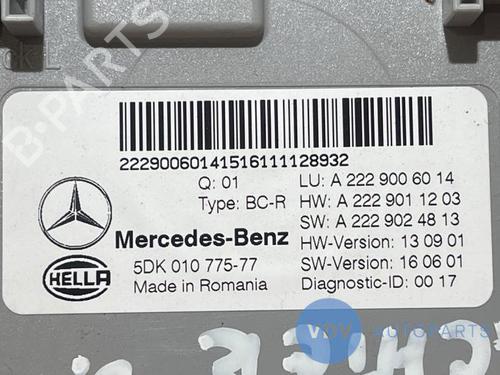 B-PARTS
2229006014151611128932
Q: 01
LU: A 222 900 60 14
Type: BC-R
HW: A 222 901 12 03
SW: A 222 902 48 13
Mercedes-Benz
HW-Version: 13 09 01
HELLA
5DK 010 775-77
SW-Version: 16 06 01
Made in Romania
Diagnostic-ID: 00 17
VDV